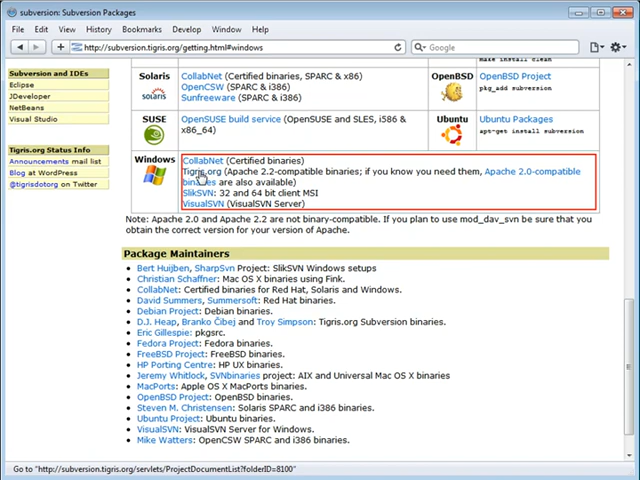 subversion: Subversion Packages
File Edit View History Bookmarks Develop Window Help
http://subversion.tigris.org/getting.html#windows
Google
Subversion and IDEs
Eclipse
JDeveloper
NetBeans
Visual Studio
Tigris.org Status Info
Announcements mail list
Blog at WordPress
@tigrisdotorg on Twitter
make install clean
Solaris
solaris
CollabNet (Certified binaries, SPARC & x86)
OpenCSW (SPARC & i386)
Sunfreeware (SPARC & i386)
OpenBSD
OpenBSD Project
pkg_add subversion
SUSE
OpenSUSE build service (OpenSUSE and SLES, i586 &
x86_64)
Ubuntu
Ubuntu Packages
apt-get install subversion
Windows
CollabNet (Certified binaries)
Tigris.org (Apache 2.2-compatible binaries; if you know you need them, Apache 2.0-compatible
binaries are also available)
SlikSVN: 32 and 64 bit client MSI
VisualSVN (VisualSVN Server)
Note: Apache 2.0 and Apache 2.2 are not binary-compatible. If you plan to use mod_dav_svn be sure that you
obtain the correct version for your version of Apache.
Package Maintainers
Bert Huijben, SharpSvn Project: SlikSVN Windows setups
Christian Schaffner: Mac OS X binaries using Fink.
CollabNet: Certified binaries for Red Hat, Solaris and Windows.
David Summers, Summersoft: Red Hat binaries.
Debian Project: Debian binaries.
D.J. Heap, Branko Čibej and Troy Simpson: Tigris.org Subversion binaries.
Eric Gillespie: pkgsrc.
Fedora Project: Fedora binaries.
FreeBSD Project: FreeBSD binaries.
HP Porting Centre: HP UX binaries.
Jeremy Whitlock, SVNbinaries project: AIX and Universal Mac OS X binaries
MacPorts: Apple OS X MacPorts binaries.
OpenBSD Project: OpenBSD binaries.
Steven M. Christensen: Solaris SPARC and i386 binaries.
Ubuntu Project: Ubuntu binaries.
VisualSVN: VisualSVN Server for Windows.
Mike Watters: OpenCSW SPARC and i386 binaries.
Go to "http://subversion.tigris.org/servlets/ProjectDocumentList?folderID=8100"